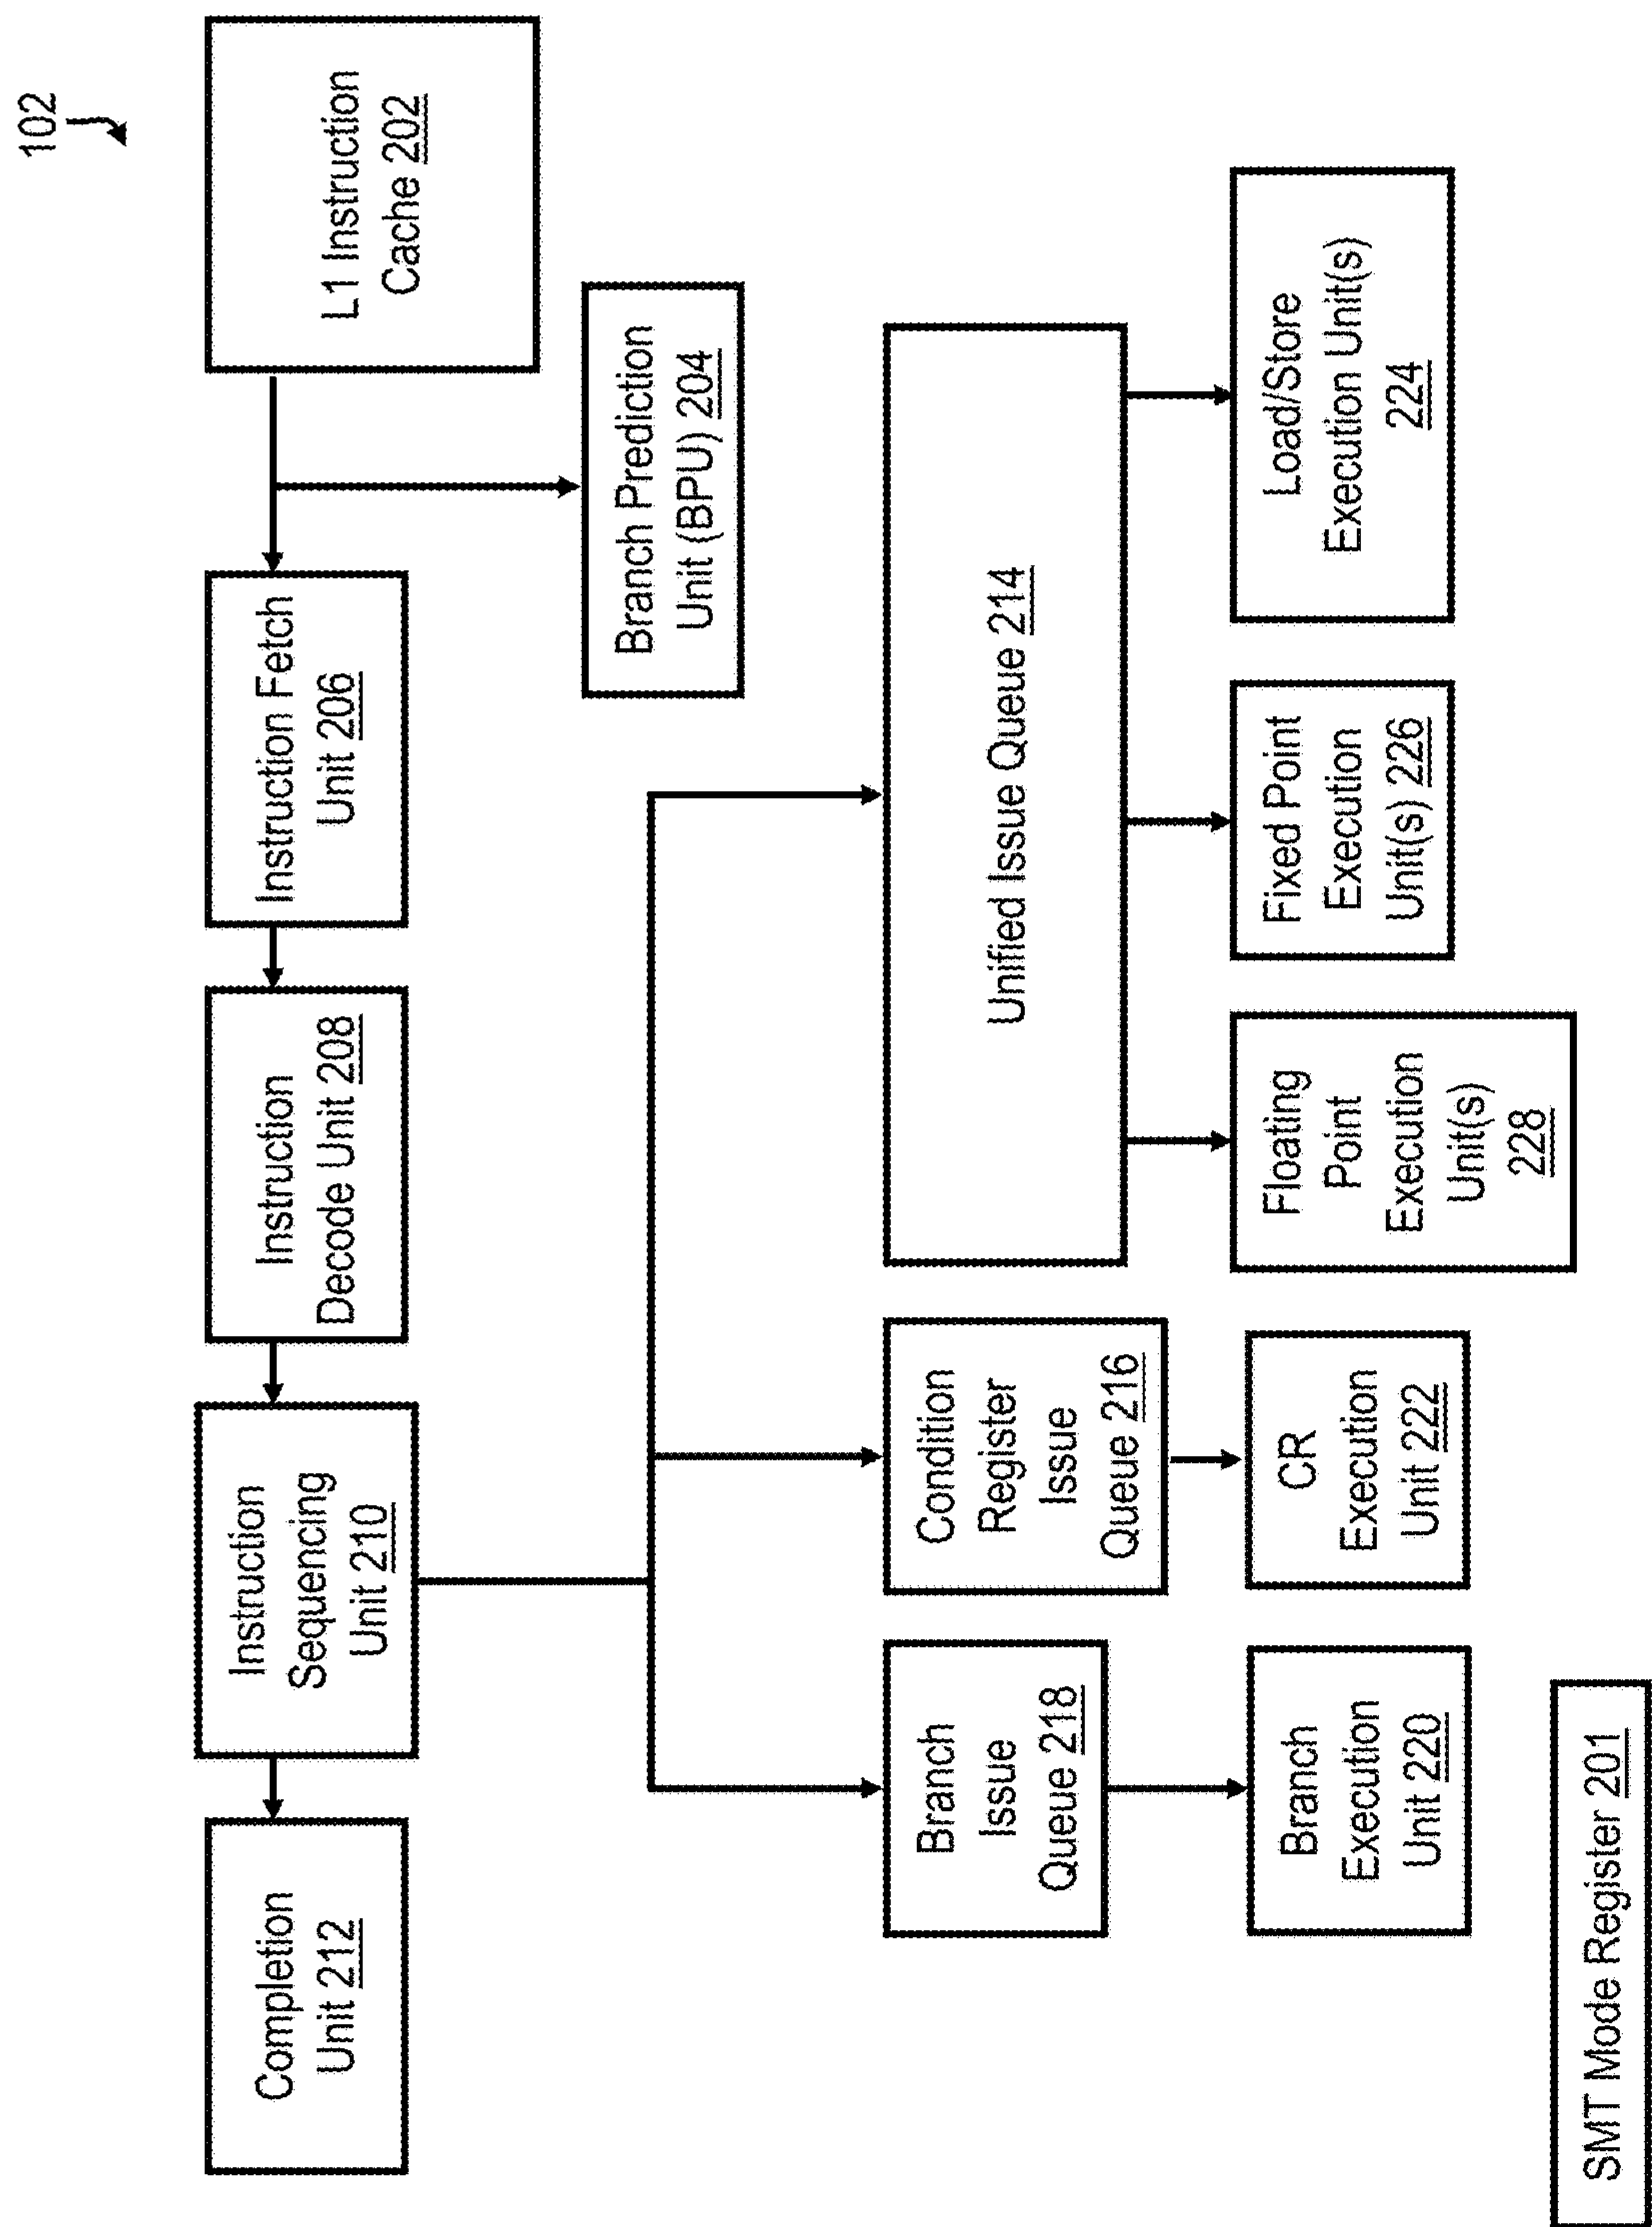 102
L1 Instruction
Cache 202
Branch Prediction
Unit (BPU) 204
Instruction Fetch
Unit 206
Instruction
Decode Unit 208
Instruction
Sequencing
Unit 210
Completion
Unit 212
Unified Issue Queue 214
Condition
Register
Issue
Queue 216
Branch
Issue
Queue 218
Load/Store
Execution Unit(s)
224
Fixed Point
Execution
Unit(s) 226
Floating
Point
Execution
Unit(s)
228
CR
Execution
Unit 222
Branch
Execution
Unit 220
SMT Mode Register 201